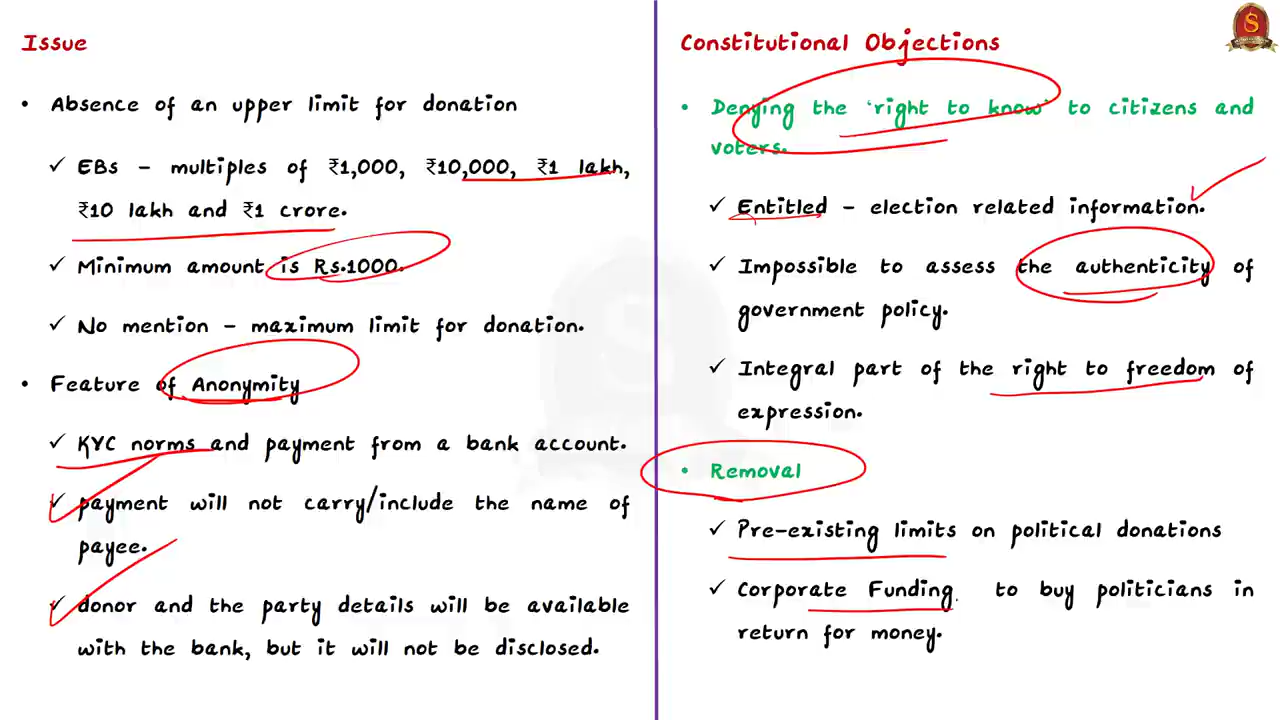 Issue
• Absence of an upper limit for donation
✓ EBs - multiples of ₹1,000, ₹10,000, ₹1 lakh,
₹10 lakh and ₹1 crore.
✓ Minimum amount is Rs.1000.
✓ No mention - maximum limit for donation.
• Feature of Anonymity
✓ KYC norms and payment from a bank account.
✓ payment will not carry/include the name of
payee.
✓ donor and the party details will be available
with the bank, but it will not be disclosed.
Constitutional Objections
• Denying the 'right to know' to citizens and
voters.
✓ Entitled - election related information.
✓ Impossible to assess the authenticity of
government policy.
✓ Integral part of the right to freedom of
expression.
• Removal
✓ Pre-existing limits on political donations
✓ Corporate Funding to buy politicians in
return for money.
S